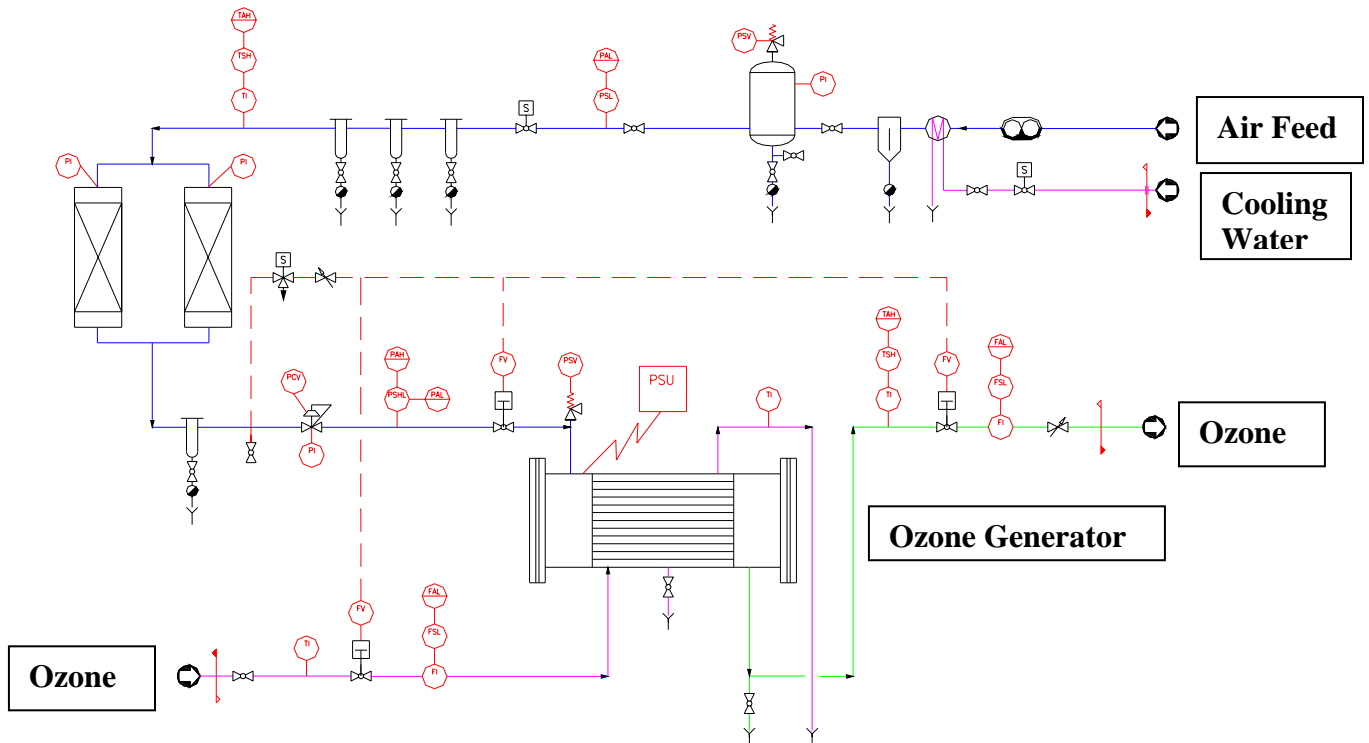 TAH
TSH
TI
PAL
PSL
S
PSV
PI
Air Feed
S
Cooling
Water
PI
PI
S
PCV
PI
PAH
PSHL
PAL
FV
PSV
PSU
TI
TAH
TSH
TI
FV
FAL
FSL
FI
Ozone
Ozone Generator
FV
FAL
FSL
FI
TI
Ozone